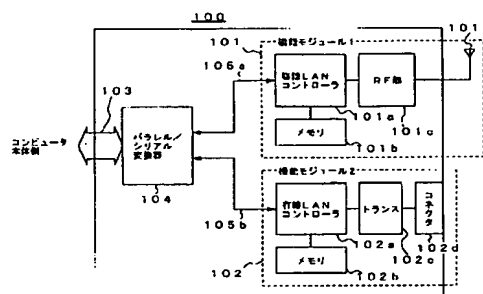 100
101
機能モジュール1
101
106a
103
無線LAN
コントローラ
RF部
コンピュータ
本体側
パラレル/
シリアル
変換器
101a
101c
メモリ
101b
104
機能モジュール2
有線LAN
コントローラ
トランス
コネクタ
105b
102a
102c
102d
メモリ
102
102b